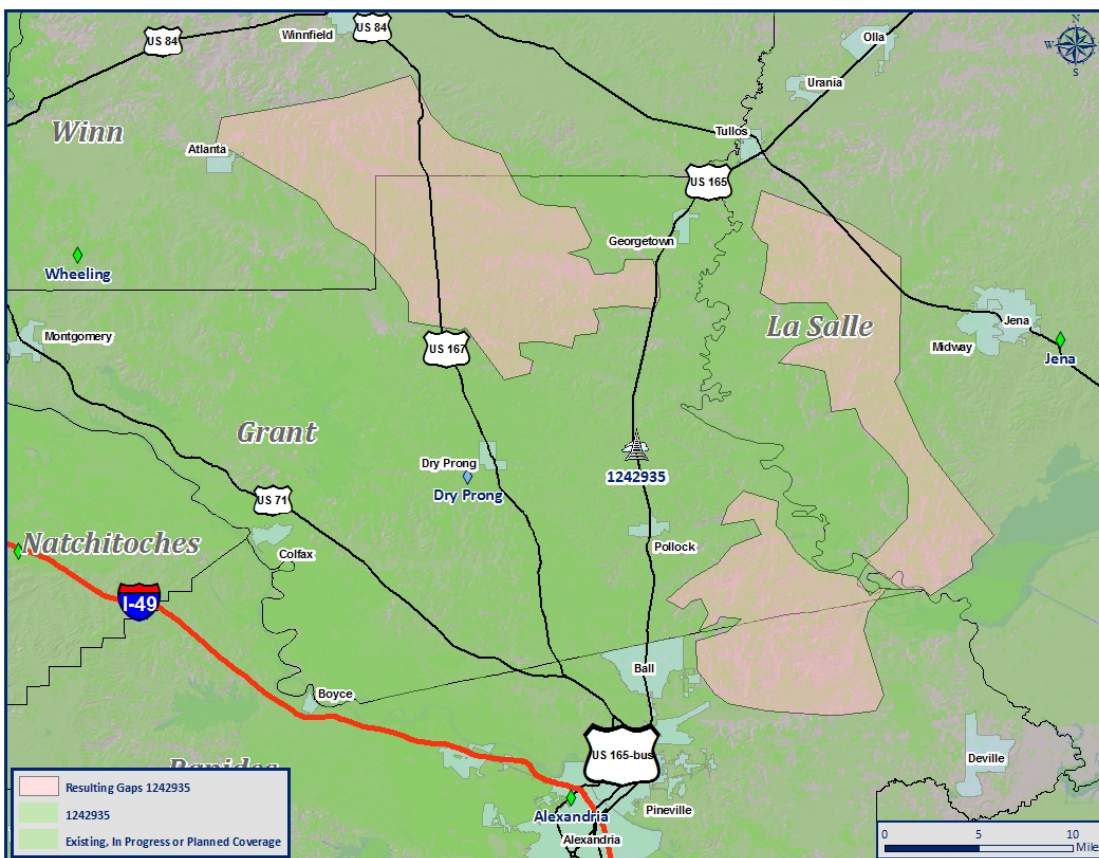 US 84
Winnfield
US 84
Olla
N
W
E
S
Urania
Winn
Tullos
Atlanta
US 165
Georgetown
Wheeling
La Salle
Jena
Montgomery
US 167
Midway
Jena
Grant
Dry Prong
1242935
Dry Prong
US 71
Natchitoches
Colfax
Pollock
I-49
Ball
Boyce
US 165-bus
Deville
Rapides
Resulting Gaps 1242935
1242935
Existing, In Progress or Planned Coverage
Pineville
Alexandria
Alexandria
0 5 10
Miles